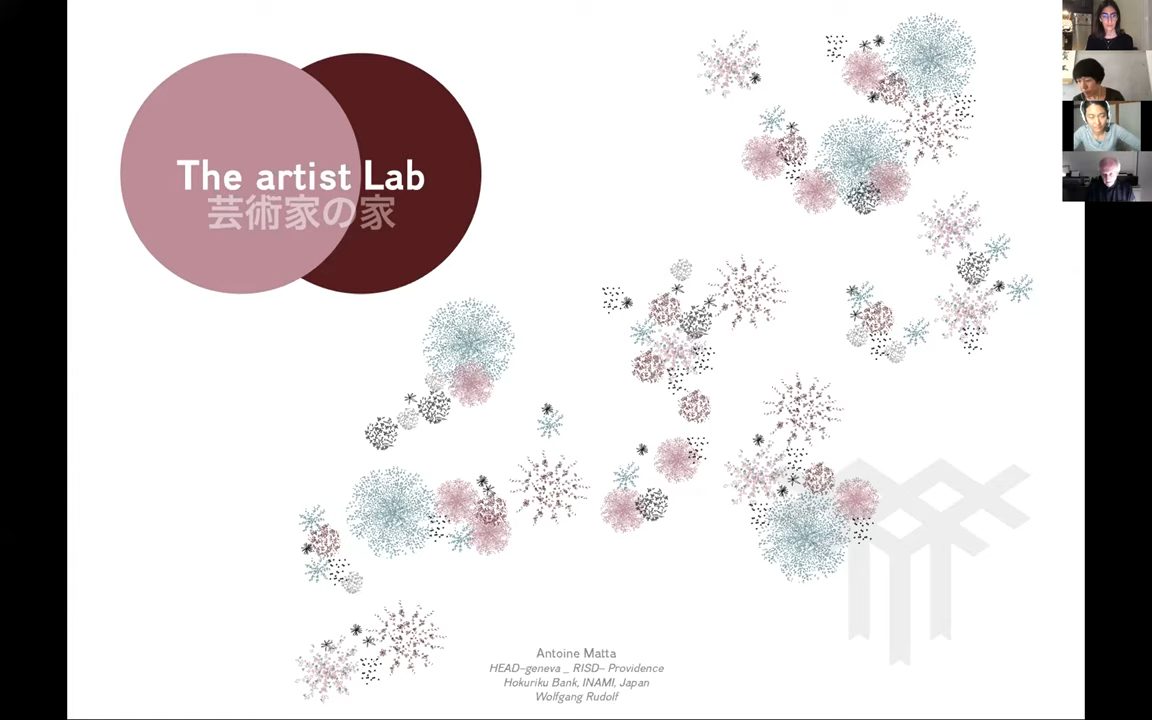 The artist Lab
芸術家の家
Antoine Matta
HEAD-geneva _ RISD- Providence
Hokuriku Bank, INAMI, Japan
Wolfgang Rudolf